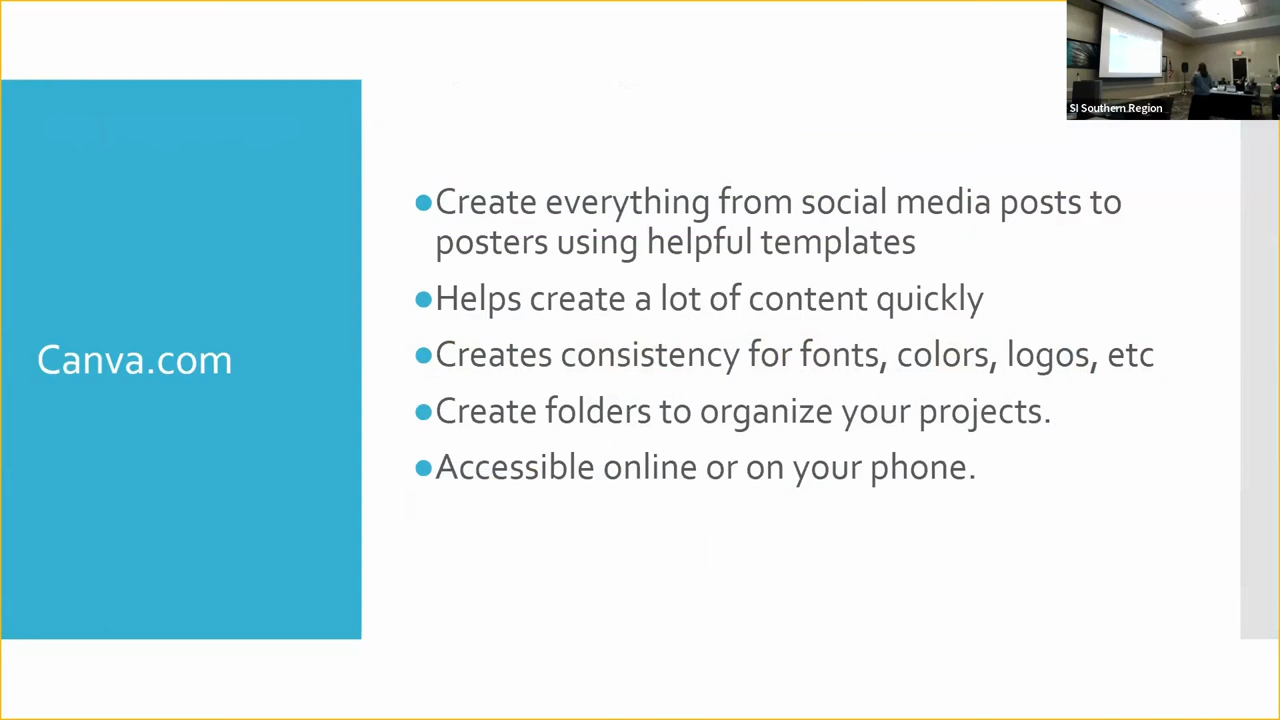 SI Southern Region
Canva.com
●Create everything from social media posts to
posters using helpful templates
●Helps create a lot of content quickly
●Creates consistency for fonts, colors, logos, etc
●Create folders to organize your projects.
●Accessible online or on your phone.